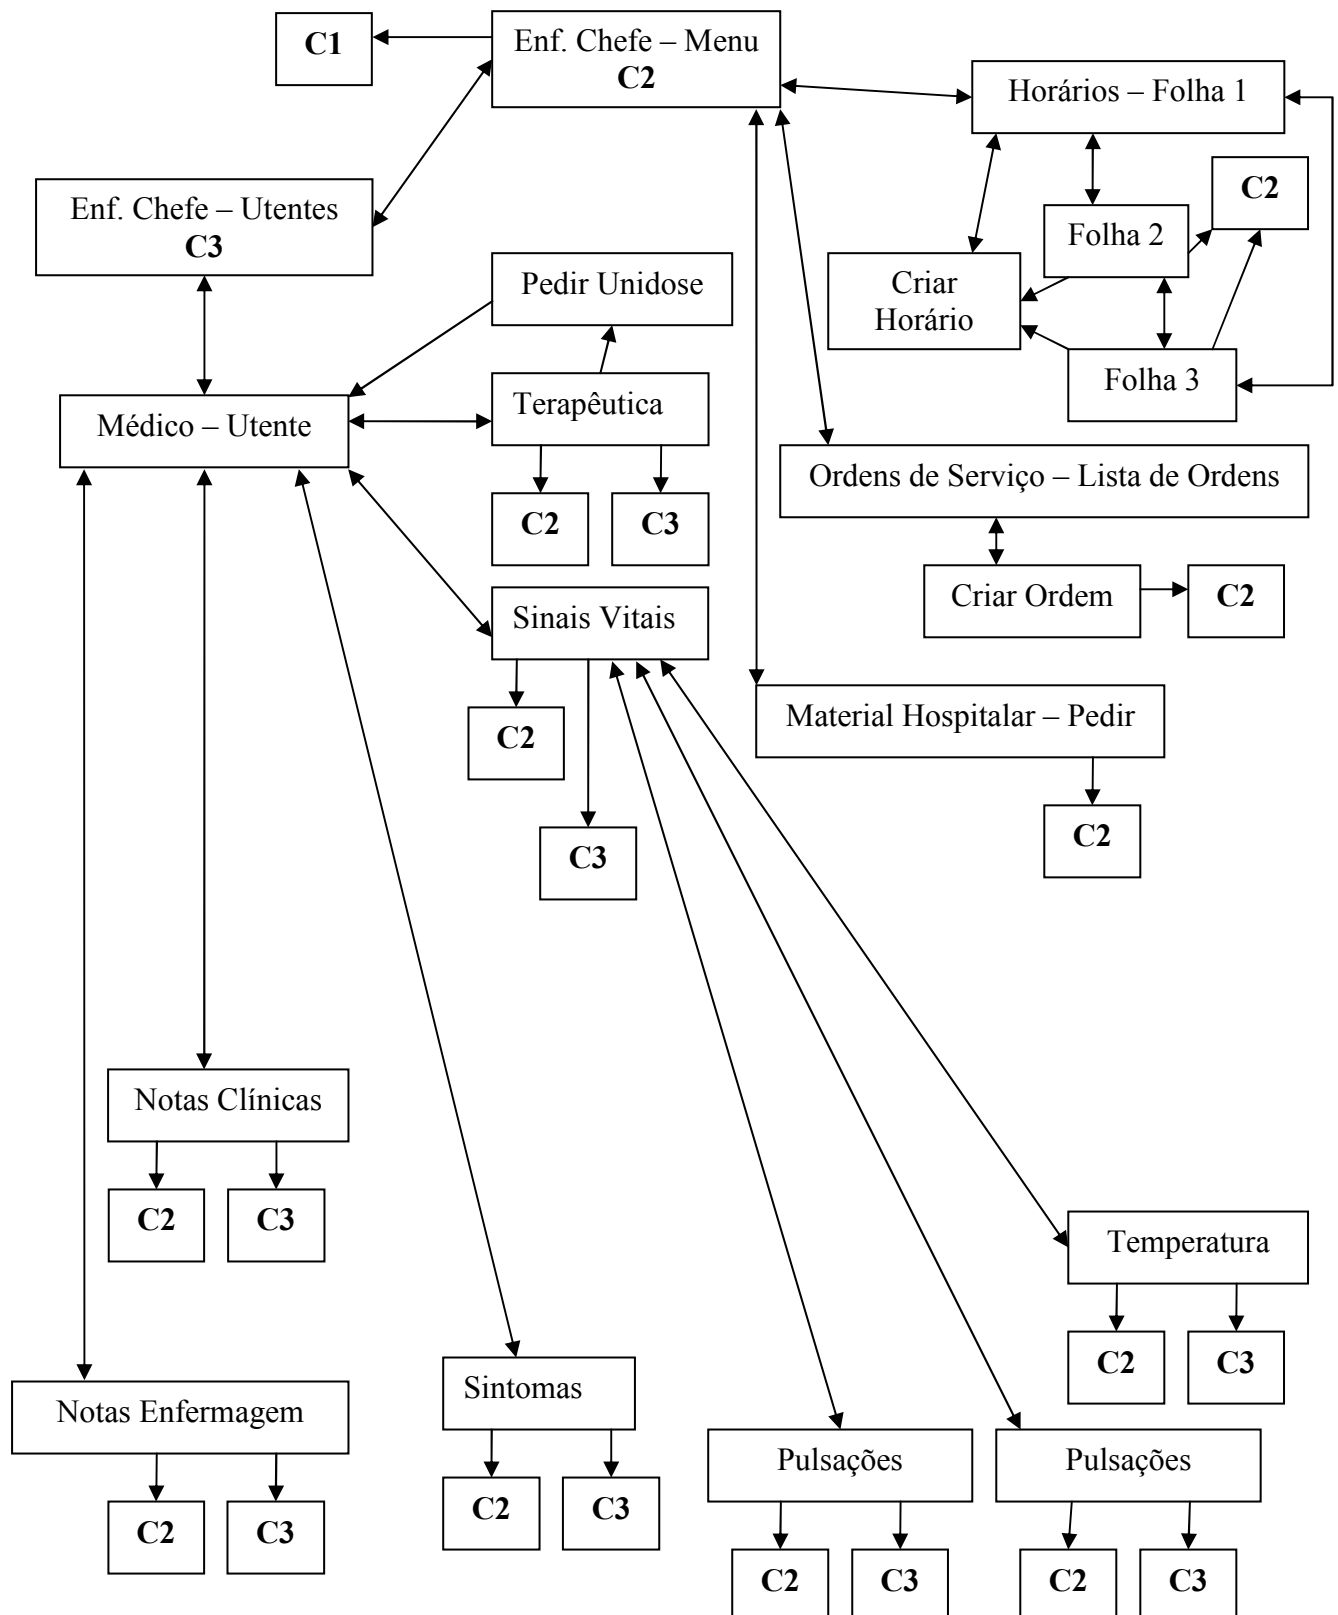 C1
Enf. Chefe – Menu
C2
Horários – Folha 1
C2
Enf. Chefe – Utentes
C3
Folha 2
Pedir Unidose
Criar
Horário
Folha 3
Terapêutica
Médico – Utente
Ordens de Serviço – Lista de Ordens
C2
C3
Criar Ordem
C2
Sinais Vitais
Material Hospitalar – Pedir
C2
C2
C3
Notas Clínicas
C2
C3
Temperatura
C2
C3
Sintomas
Notas Enfermagem
Pulsações
Pulsações
C2
C3
C2
C3
C2
C3
C2
C3